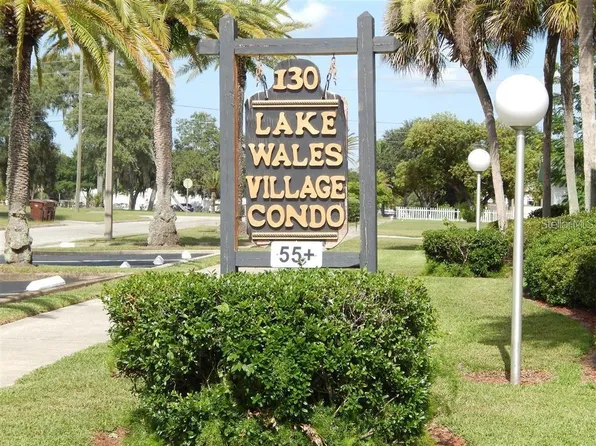 130
LAKE
WALES
VILLAGE
CONDO
55+